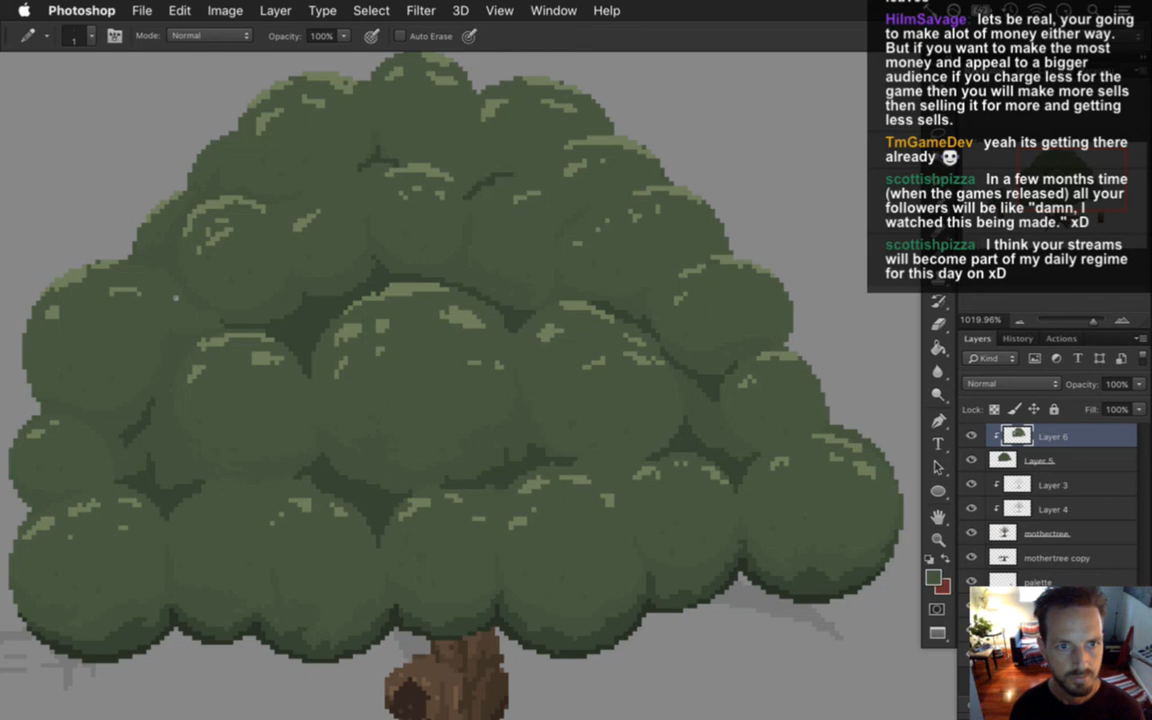 Photoshop File Edit Image Layer Type Select Filter 3D View Window Help
1 Mode: Normal Opacity: 100% Auto Erase
HilmSavage lets be real, your going
to make alot of money either way.
But if you want to make the most
money and appeal to a bigger
audience if you charge less for the
game then you will make more sells
then selling it for more and getting
less sells.
TmGameDev yeah its getting there
already
scottishpizza In a few months time
(when the games released) all your
followers will be like "damn, I
watched this being made." xD
scottishpizza I think your streams
will become part of my daily regime
for this day on xD
1019.96%
Layers History Actions
Kind
Normal Opacity: 100%
Lock: Fill: 100%
Layer 6
Layer 5
Layer 3
Layer 4
mothertree
mothertree copy
palette